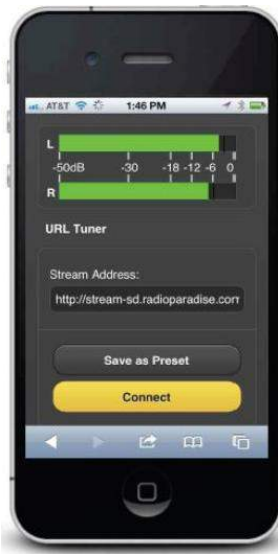 AT&T 1:46 PM
L
-50dB -30 -18 -12 -6 0
R
URL Tuner
Stream Address:
http://stream-sd.radioparadise.com
Save as Preset
Connect